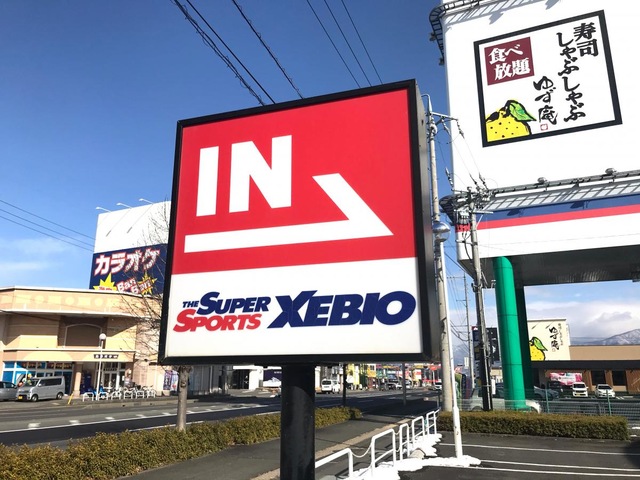 IN
THE SUPER
SPORTS XEBIO
食べ
放題
寿司
しゃぶしゃぶ
ゆず庵
カラオケ